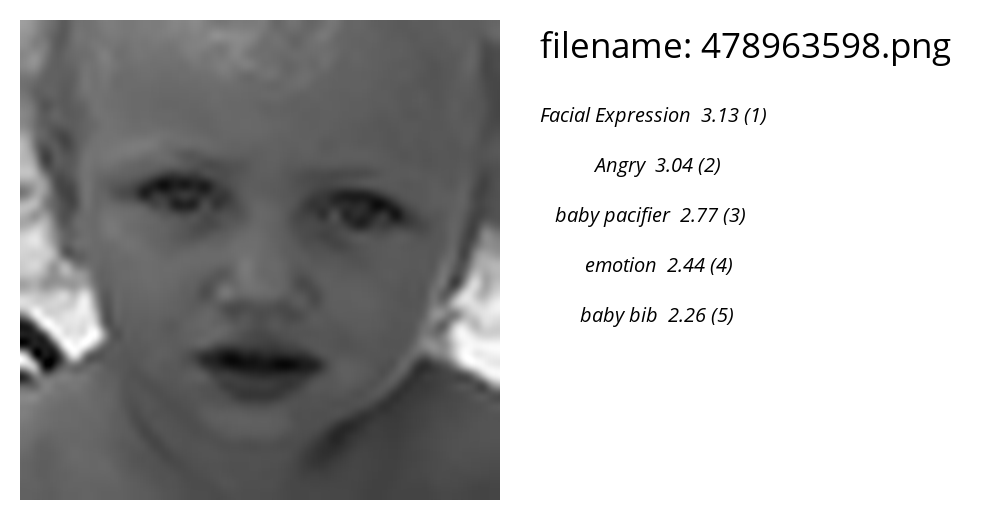 filename: 478963598.png
Facial Expression 3.13 (1)
Angry 3.04 (2)
baby pacifier 2.77 (3)
emotion 2.44 (4)
baby bib 2.26 (5)